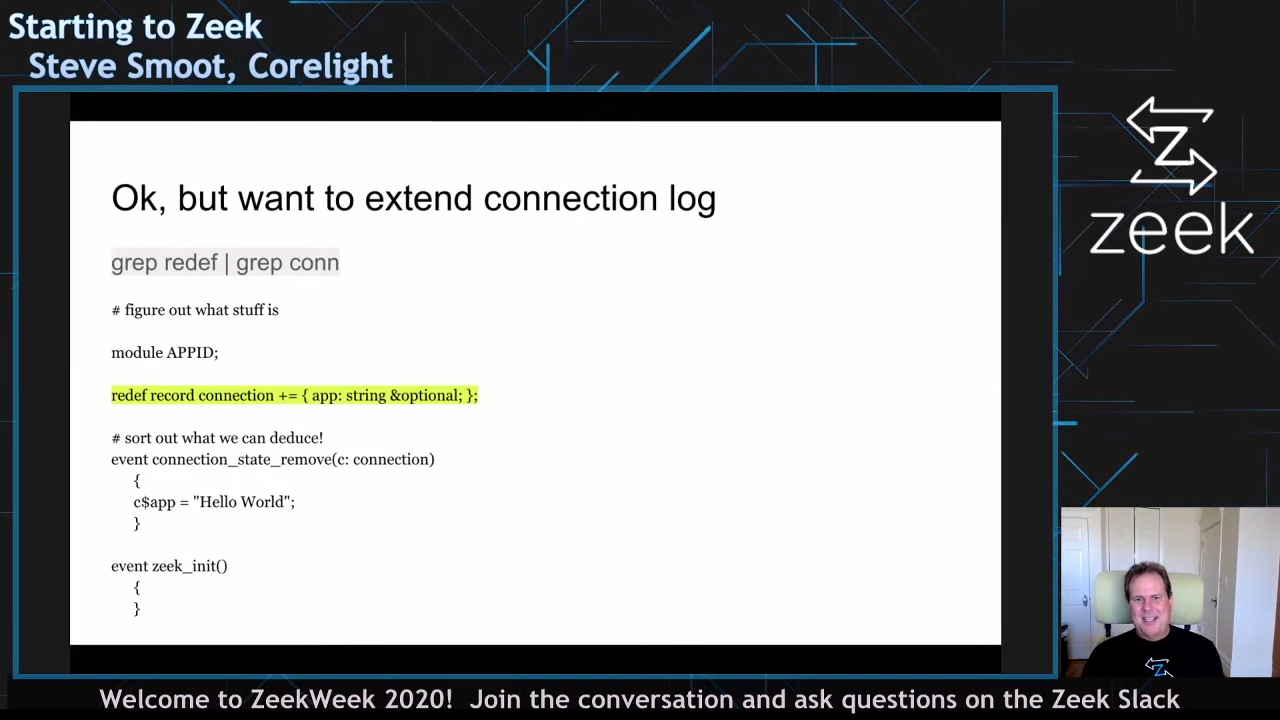 Starting to Zeek
Steve Smoot, Corelight
Ok, but want to extend connection log
grep redef | grep conn
# figure out what stuff is
module APPID;
redef record connection += { app: string &optional; };
# sort out what we can deduce!
event connection_state_remove(c: connection)
{
c$app = "Hello World";
}
event zeek_init()
{
}
Z
zeek
Z
Welcome to ZeekWeek 2020! Join the conversation and ask questions on the Zeek Slack